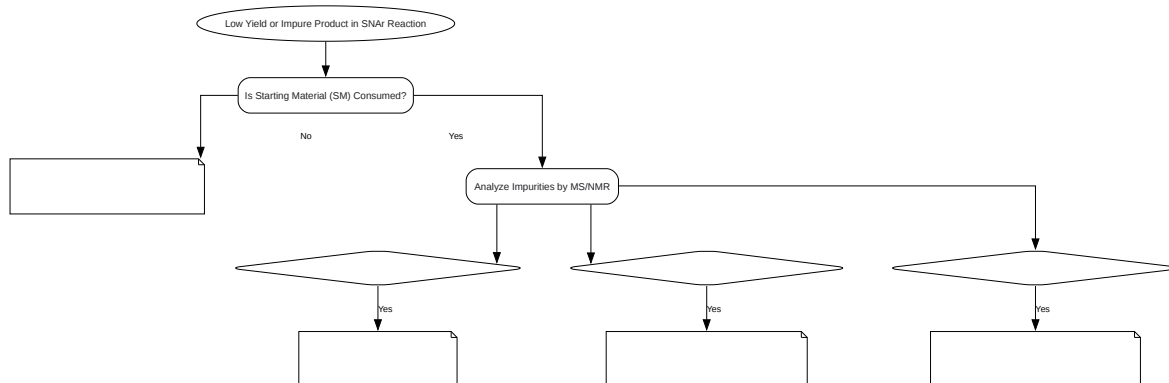 Low Yield or Impure Product in SNAr Reaction
Is Starting Material (SM) Consumed?
No
Yes
Analyze Impurities by MS/NMR
Yes
Yes
Yes